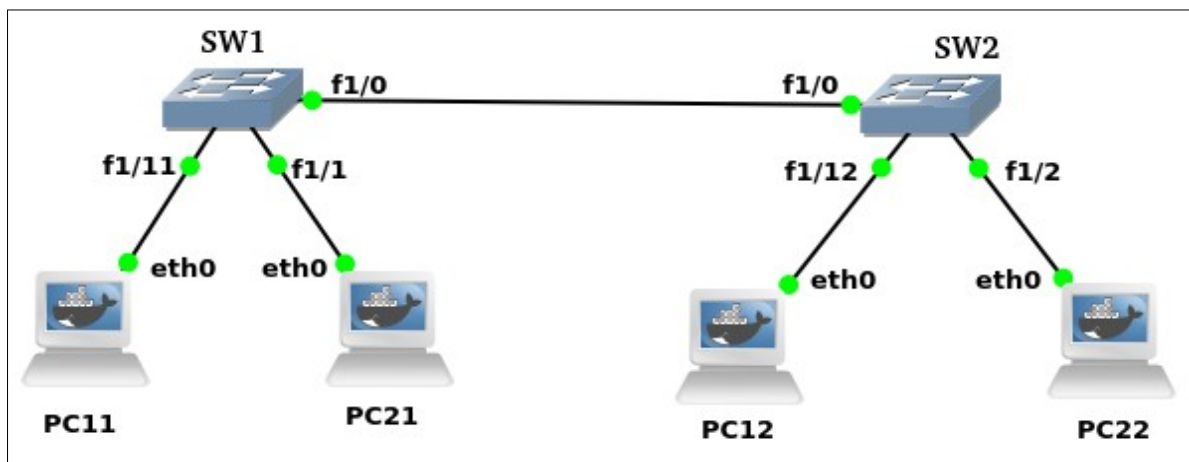 SW1
SW2
f1/0
f1/0
f1/11
f1/1
f1/12
f1/2
eth0
eth0
eth0
eth0
PC11
PC21
PC12
PC22